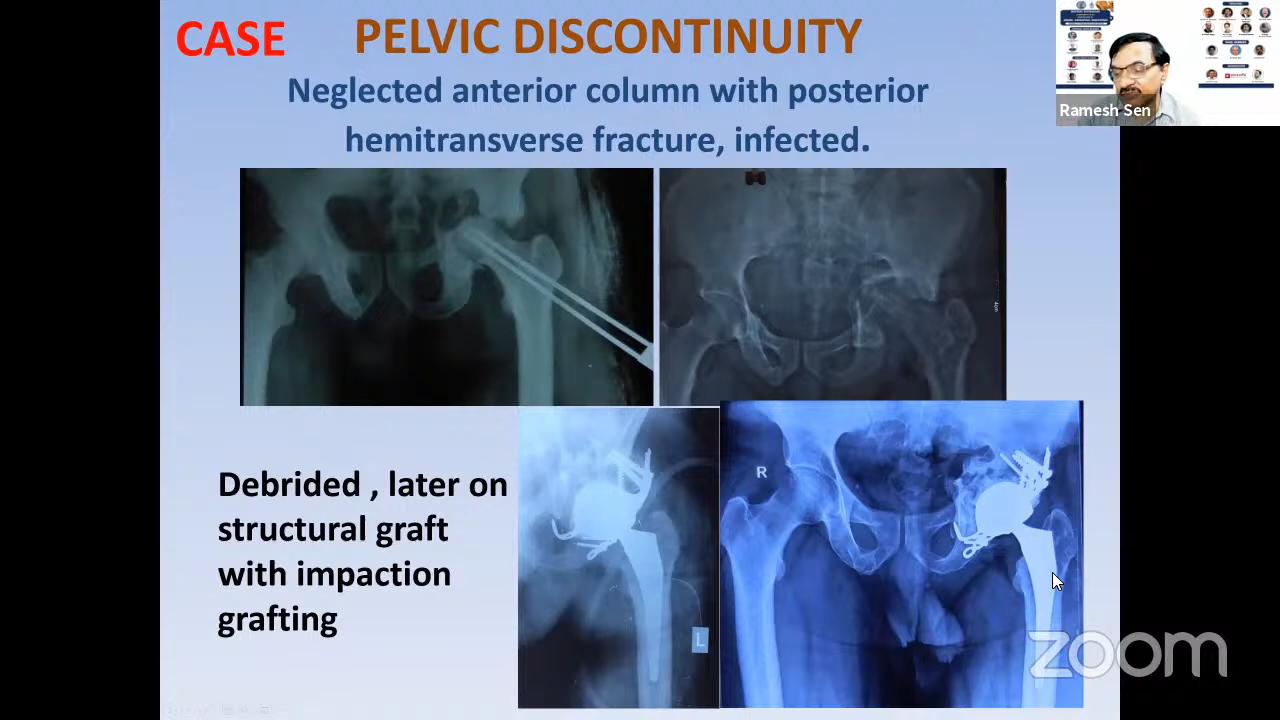 CASE
PELVIC DISCONTINUITY
Neglected anterior column with posterior
hemitransverse fracture, infected.
Ramesh Sen
R
Debrided , later on
structural graft
with impaction
grafting
L
zoom